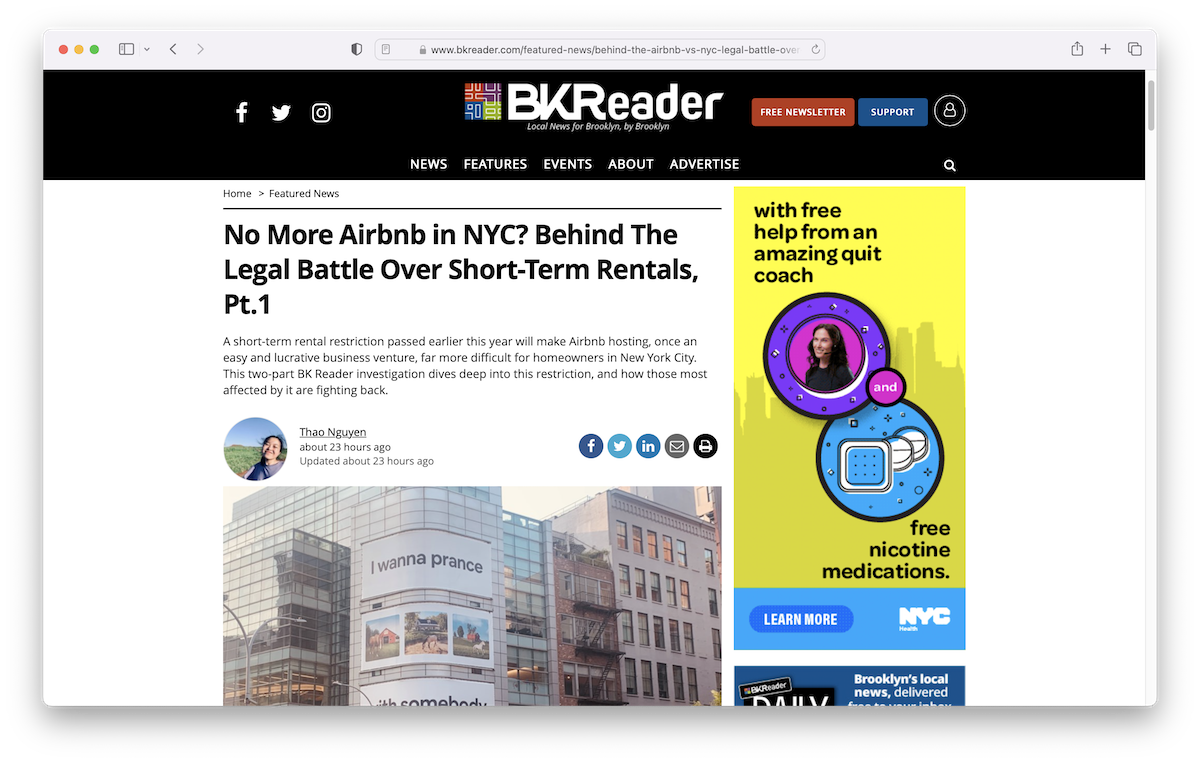 www.bkreader.com/featured-news/behind-the-airbnb-vs-nyc-legal-battle-over
BKReader
Local News for Brooklyn, by Brooklyn
FREE NEWSLETTER
SUPPORT
NEWS FEATURES EVENTS ABOUT ADVERTISE
Home > Featured News
No More Airbnb in NYC? Behind The
Legal Battle Over Short-Term Rentals,
Pt.1
A short-term rental restriction passed earlier this year will make Airbnb hosting, once an
easy and lucrative business venture, far more difficult for homeowners in New York City.
This two-part BK Reader investigation dives deep into this restriction, and how those most
affected by it are fighting back.
Thao Nguyen
about 23 hours ago
Updated about 23 hours ago
I wanna prance
with somebody
with free
help from an
amazing quit
coach
and
free
nicotine
medications.
LEARN MORE
NYC
Health
BKReader
DAILY
Brooklyn's local
news, delivered
free to your inbox